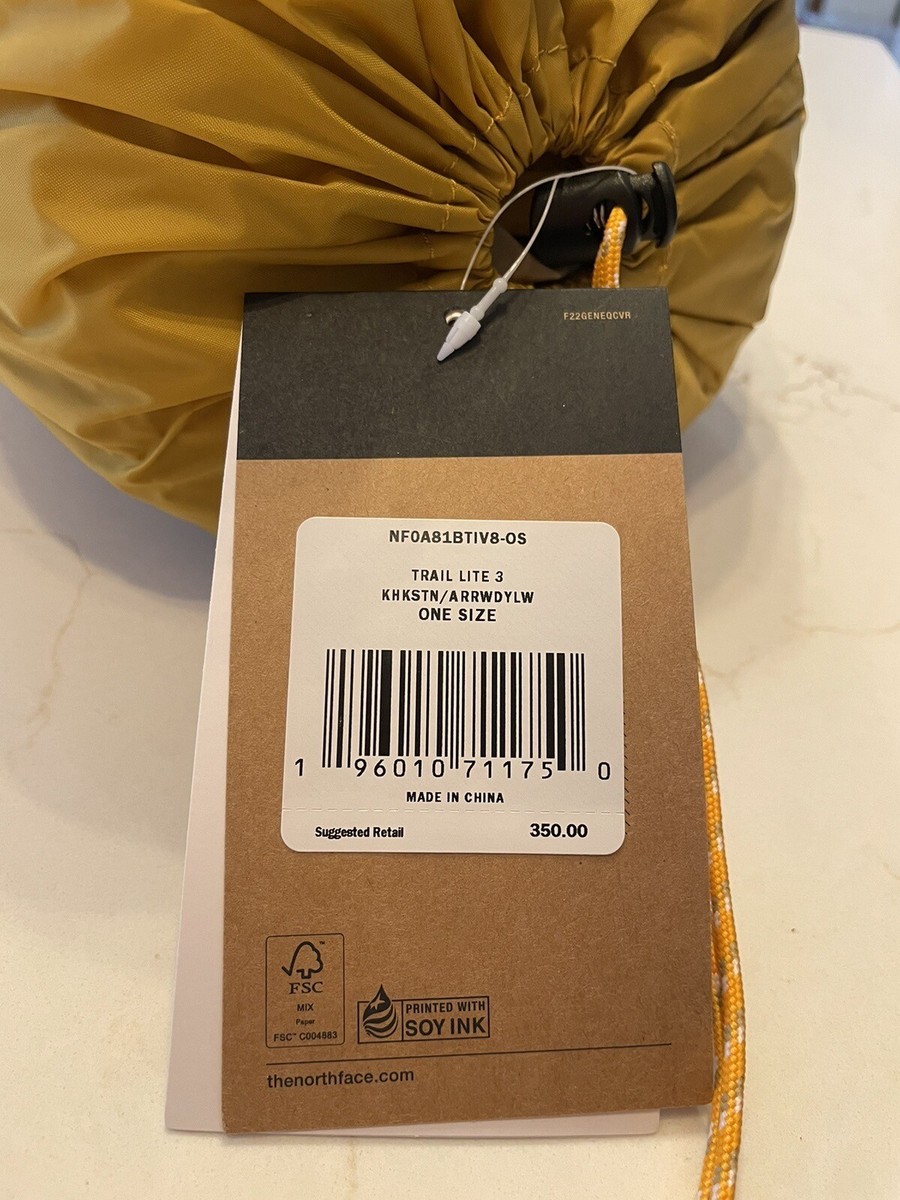 F22GENEQCVR
NF0A81BTIV8-OS
TRAIL LITE 3
KHKSTN/ARRWDYLW
ONE SIZE
1 96010 71175 0
MADE IN CHINA
Suggested Retail 350.00
FSC™
MIX
Paper
FSC™ C004883
PRINTED WITH
SOY INK
thenorthface.com